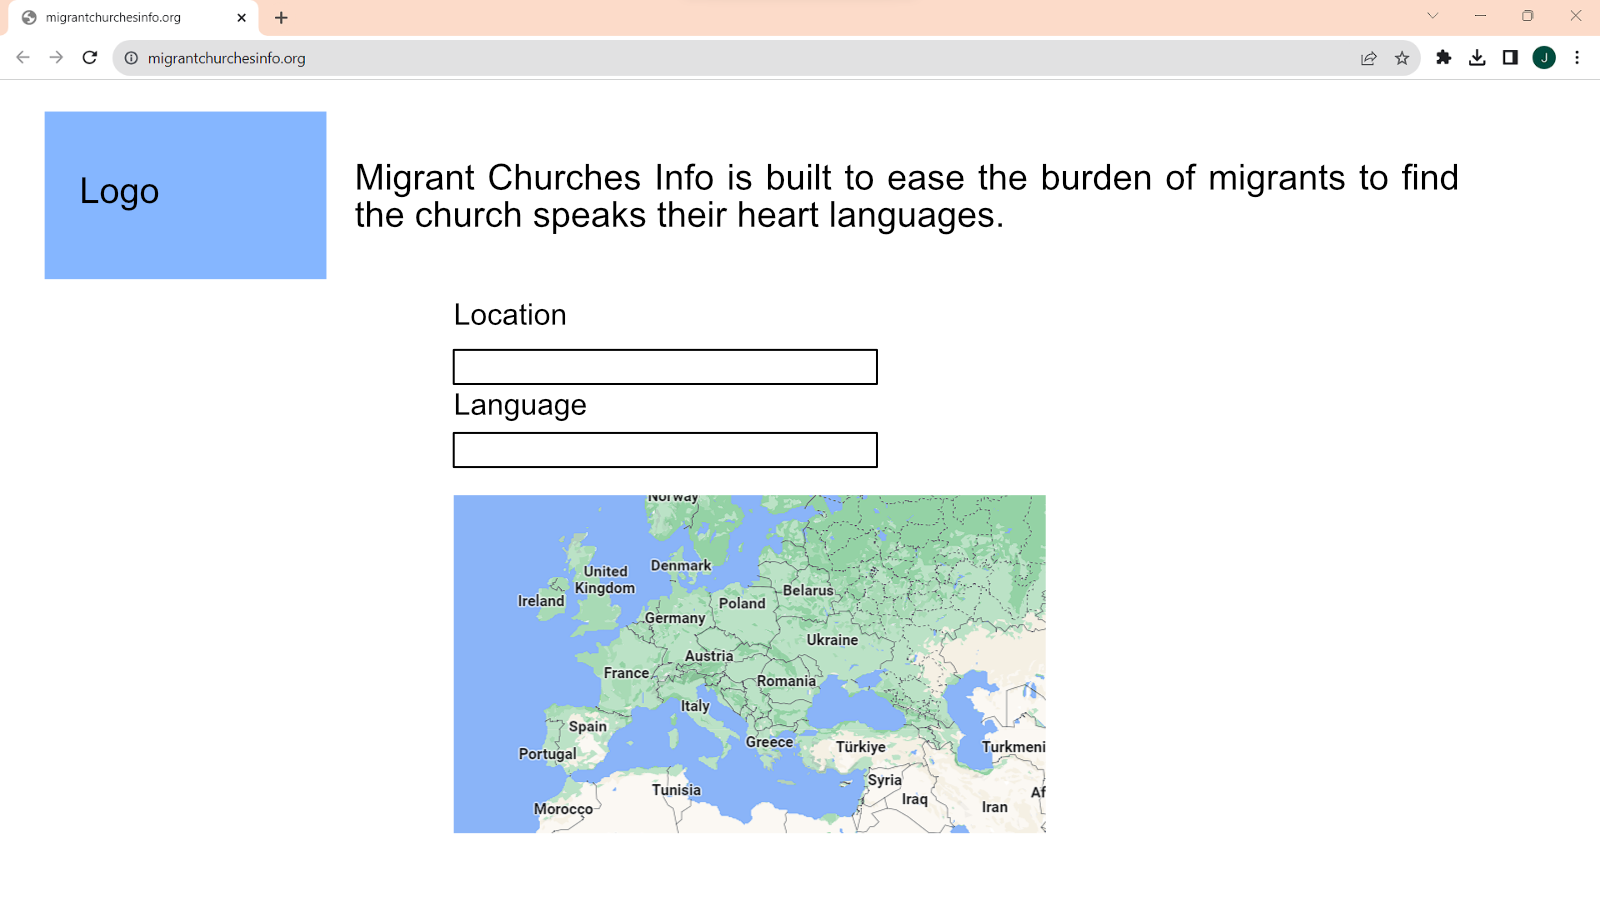 migrantchurchesinfo.org
migrantchurchesinfo.org
J
Logo
Migrant Churches Info is built to ease the burden of migrants to find
the church speaks their heart languages.
Location
Language
Norway
United
Kingdom
Denmark
Ireland
Poland
Belarus
Germany
Ukraine
Austria
France
Romania
Italy
Spain
Greece
Türkiye
Portugal
Turkmeni
Syria
Tunisia
Iraq
Af
Morocco
Iran